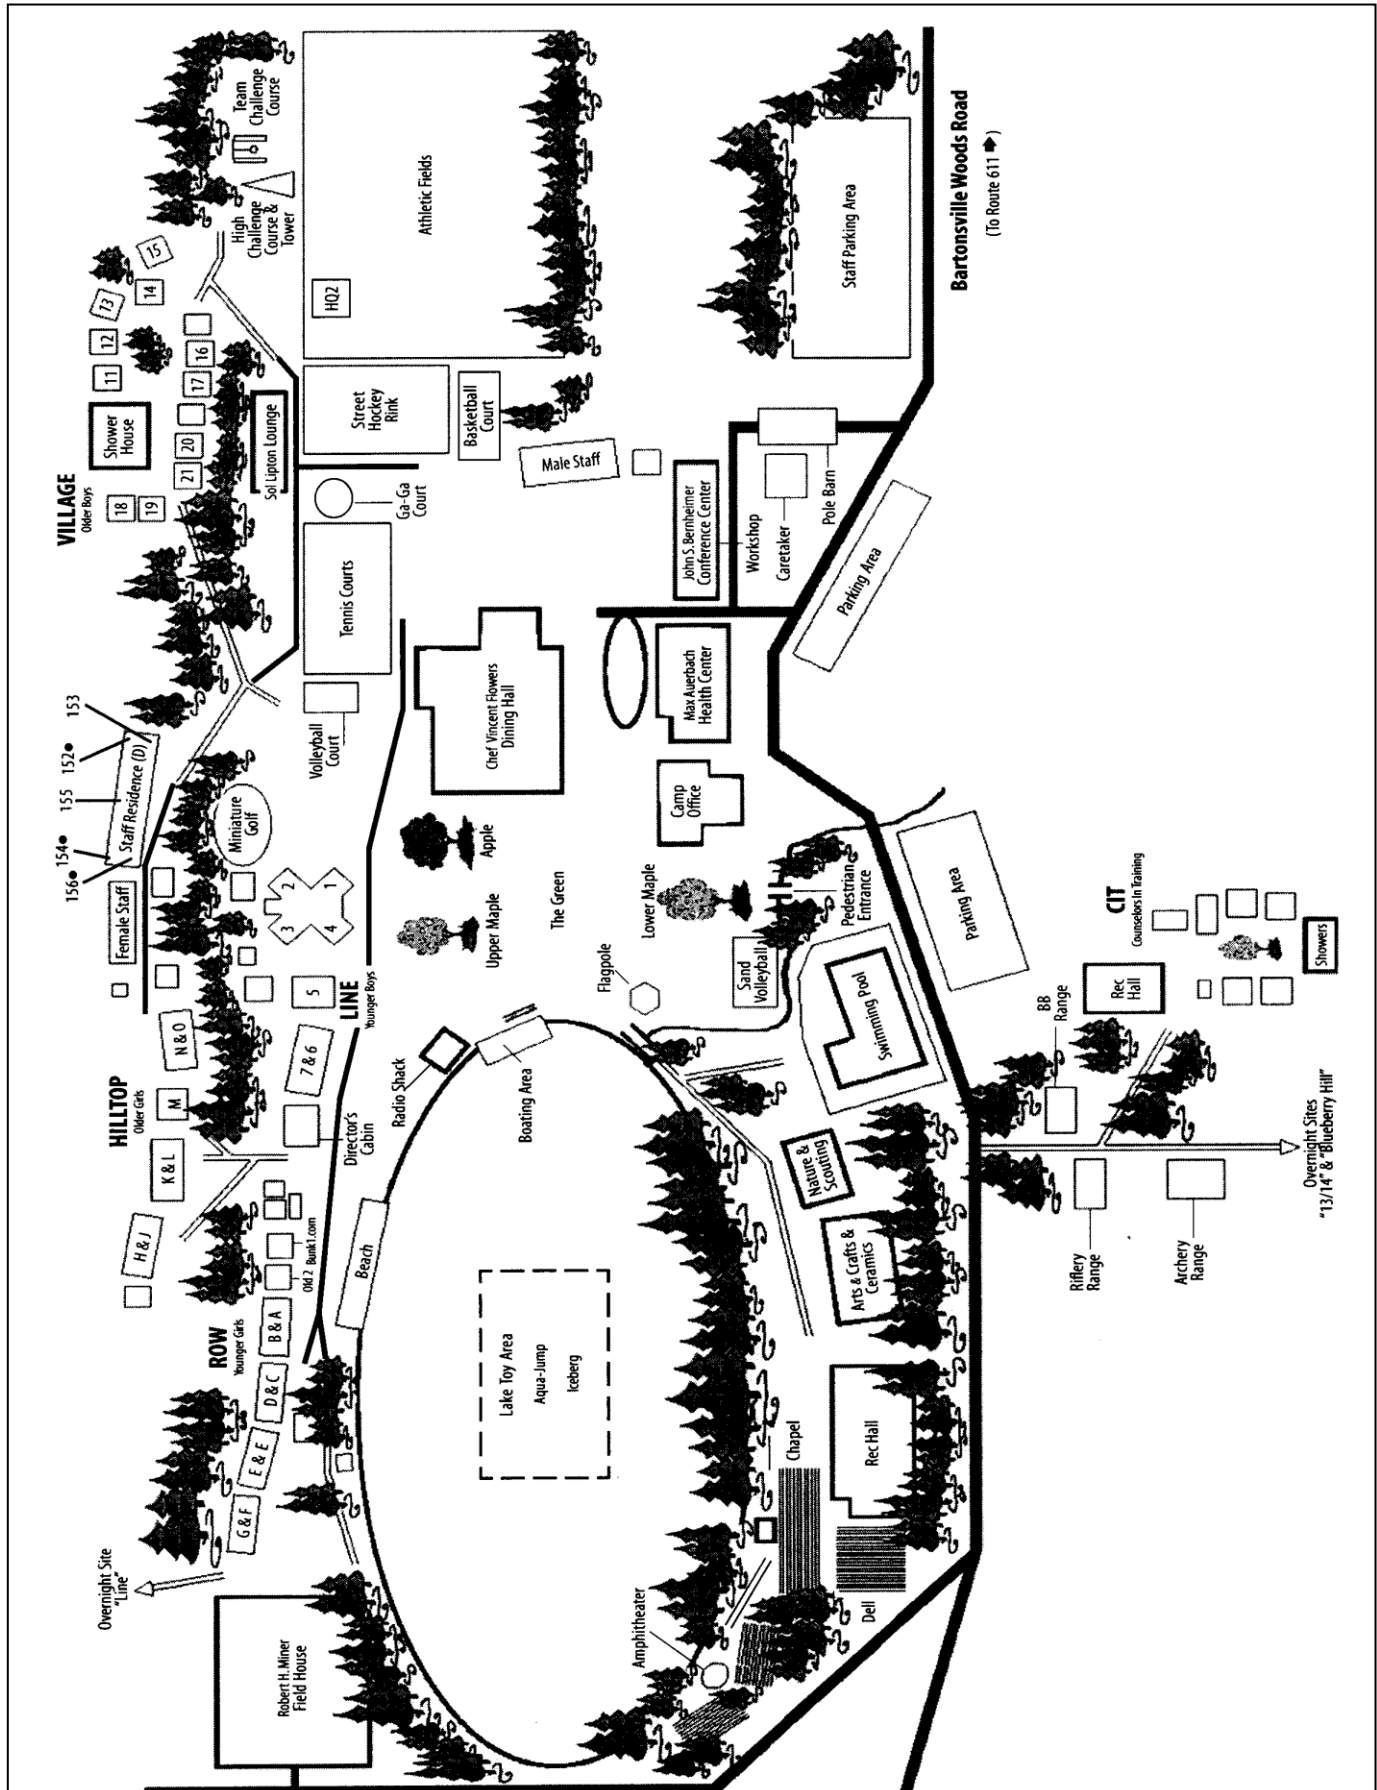 Overnight Site
"Line"
Robert H. Miner
Field House
G & F
E & E
D & C
B & A
ROW
Younger Girls
Old 2
Bunk1.com
H & J
K & L
M
N & O
HILLTOP
Older Girls
Director's
Cabin
7 & 6
5
LINE
Younger Boys
4
3
2
1
Female Staff
Staff Residence (D)
156●
154●
155
152●
153
Miniature
Golf
Volleyball
Court
Tennis Courts
Ga-Ga
Court
VILLAGE
Older Boys
18
19
21
20
17
16
Shower
House
11
12
13
14
15
Sol Lipton Lounge
High
Challenge
Course &
Tower
Team
Challenge
Course
Street
Hockey
Rink
Basketball
Court
HQ2
Athletic Fields
Beach
Radio Shack
Boating Area
Lake Toy Area
Aqua-Jump
Iceberg
Upper Maple
Apple
The Green
Lower Maple
Flagpole
Chef Vincent Flowers
Dining Hall
Male Staff
John S. Bernheimer
Conference Center
Workshop
Caretaker
Pole Barn
Max Auerbach
Health Center
Camp
Office
Pedestrian
Entrance
Sand
Volleyball
Swimming Pool
Nature &
Scouting
Arts & Crafts &
Ceramics
Rec Hall
Chapel
Dell
Amphitheater
Parking Area
Parking Area
Staff Parking Area
Bartonsville Woods Road
(To Route 611 ➡)
CIT
Counselors In Training
Showers
Rec
Hall
BB
Range
Riflery
Range
Archery
Range
Overnight Sites
"13/14" & "Blueberry Hill"